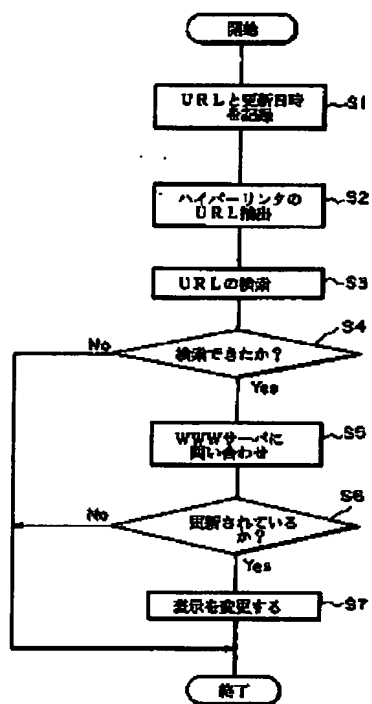 開始
URLと更新日時
を記録
S1
ハイパーリンクの
URL抽出
S2
URLの検索
S3
検索できたか?
S4
No
Yes
WWWサーバに
問い合わせ
S5
更新されている
か?
S6
No
Yes
表示を変更する
S7
終了